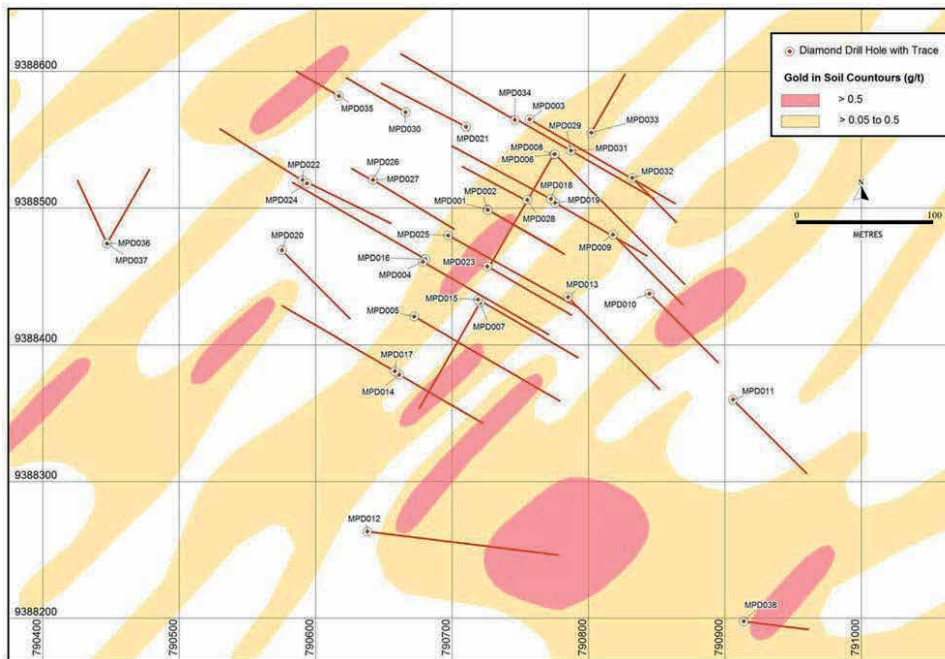 9388600
9388500
9388400
9388300
9388200
790400
790500
790600
790700
790800
790900
791000
Diamond Drill Hole with Trace
Gold in Soil Countours (g/t)
> 0.5
> 0.05 to 0.5
N
0
100
METRES
MPD034
MPD003
MPD035
MPD030
MPD021
MPD029
MPD033
MPD008
MPD006
MPD031
MPD032
MPD022
MPD026
MPD027
MPD024
MPD002
MPD001
MPD018
MPD019
MPD028
MPD036
MPD037
MPD020
MPD025
MPD016
MPD004
MPD023
MPD009
MPD013
MPD010
MPD015
MPD005
MPD007
MPD017
MPD014
MPD011
MPD012
MPD038